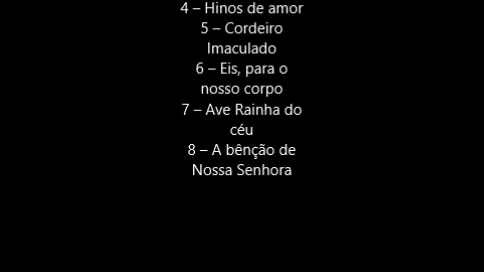 4 – Hinos de amor
5 – Cordeiro
Imaculado
6 – Eis, para o
nosso corpo
7 – Ave Rainha do
céu
8 – A bênção de
Nossa Senhora